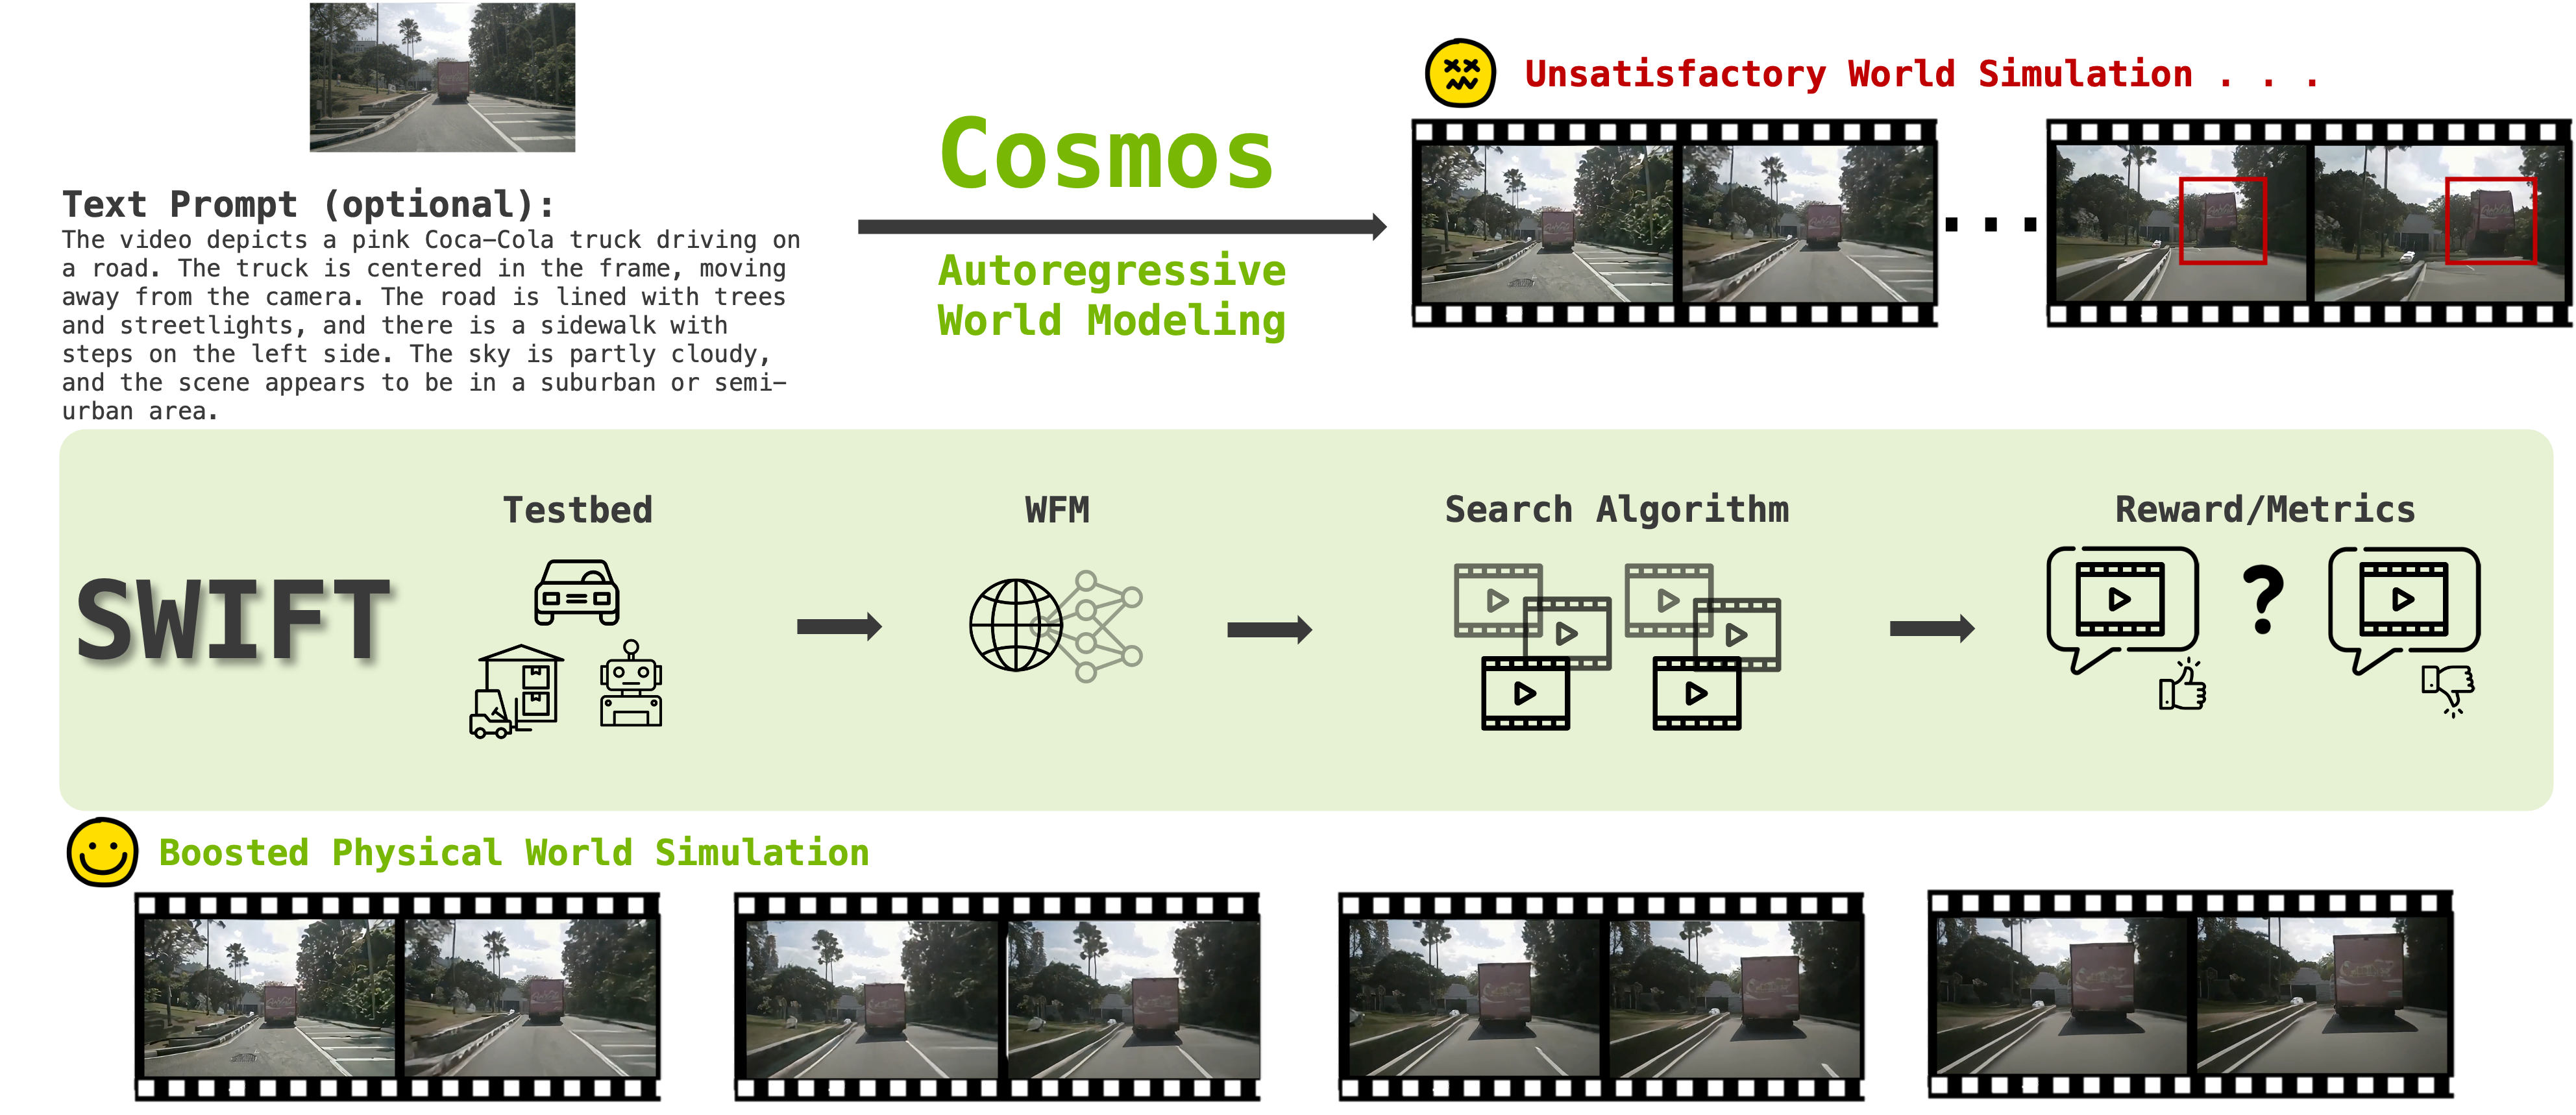 Text Prompt (optional):
The video depicts a pink Coca-Cola truck driving on
a road. The truck is centered in the frame, moving
away from the camera. The road is lined with trees
and streetlights, and there is a sidewalk with
steps on the left side. The sky is partly cloudy,
and the scene appears to be in a suburban or semi-
urban area.
Cosmos
Autoregressive
World Modeling
Unsatisfactory World Simulation . . .
...
SWIFT
Testbed
WFM
Search Algorithm
Reward/Metrics
?
Boosted Physical World Simulation